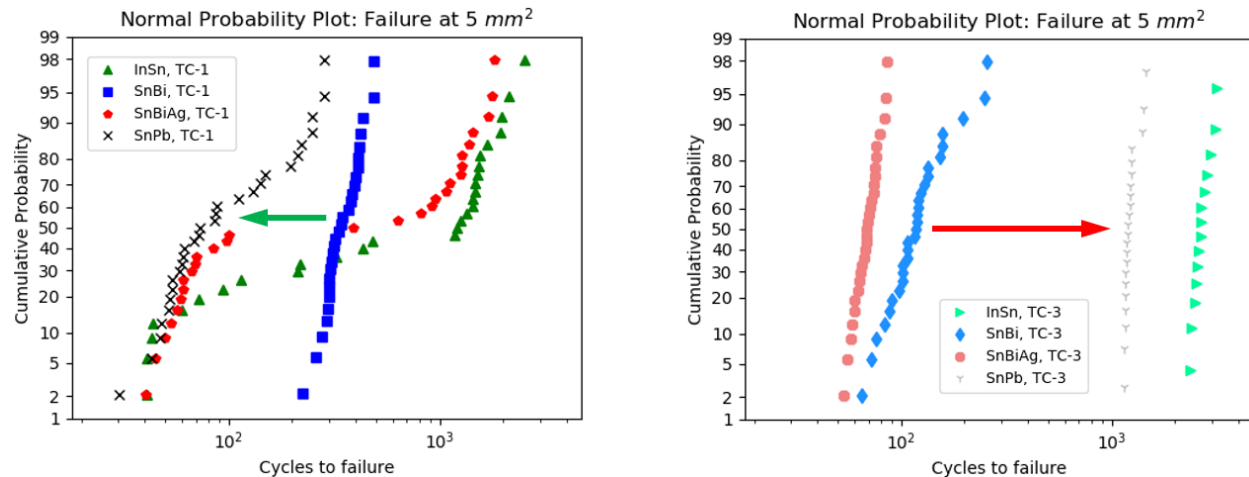 Normal Probability Plot: Failure at 5 mm²
99
98
95
90
80
70
60
50
40
30
20
10
5
2
1
Cumulative Probability
InSn, TC-1
SnBi, TC-1
SnBiAg, TC-1
SnPb, TC-1
10²
10³
Cycles to failure
Normal Probability Plot: Failure at 5 mm²
99
98
95
90
80
70
60
50
40
30
20
10
5
2
1
Cumulative Probability
InSn, TC-3
SnBi, TC-3
SnBiAg, TC-3
SnPb, TC-3
10²
10³
Cycles to failure